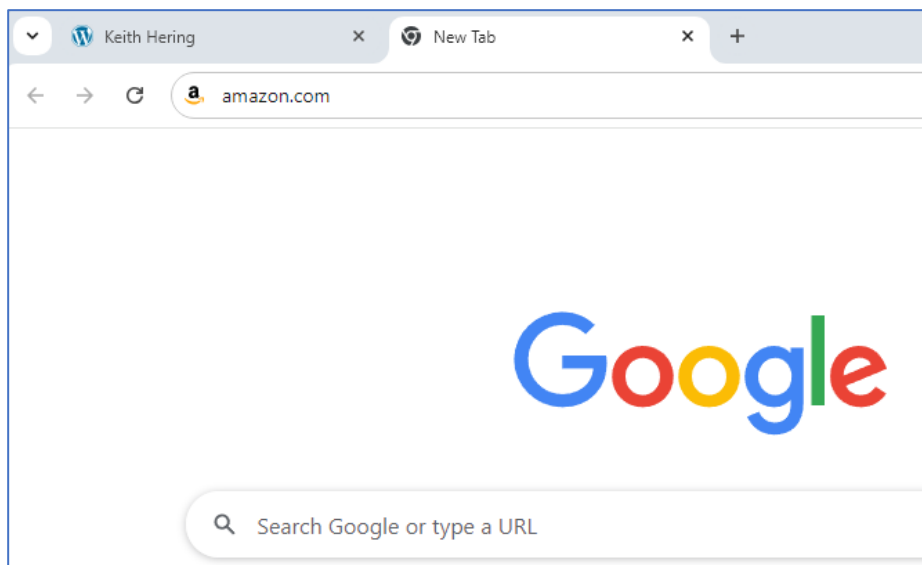 Keith Hering
New Tab
amazon.com
Google
Search Google or type a URL